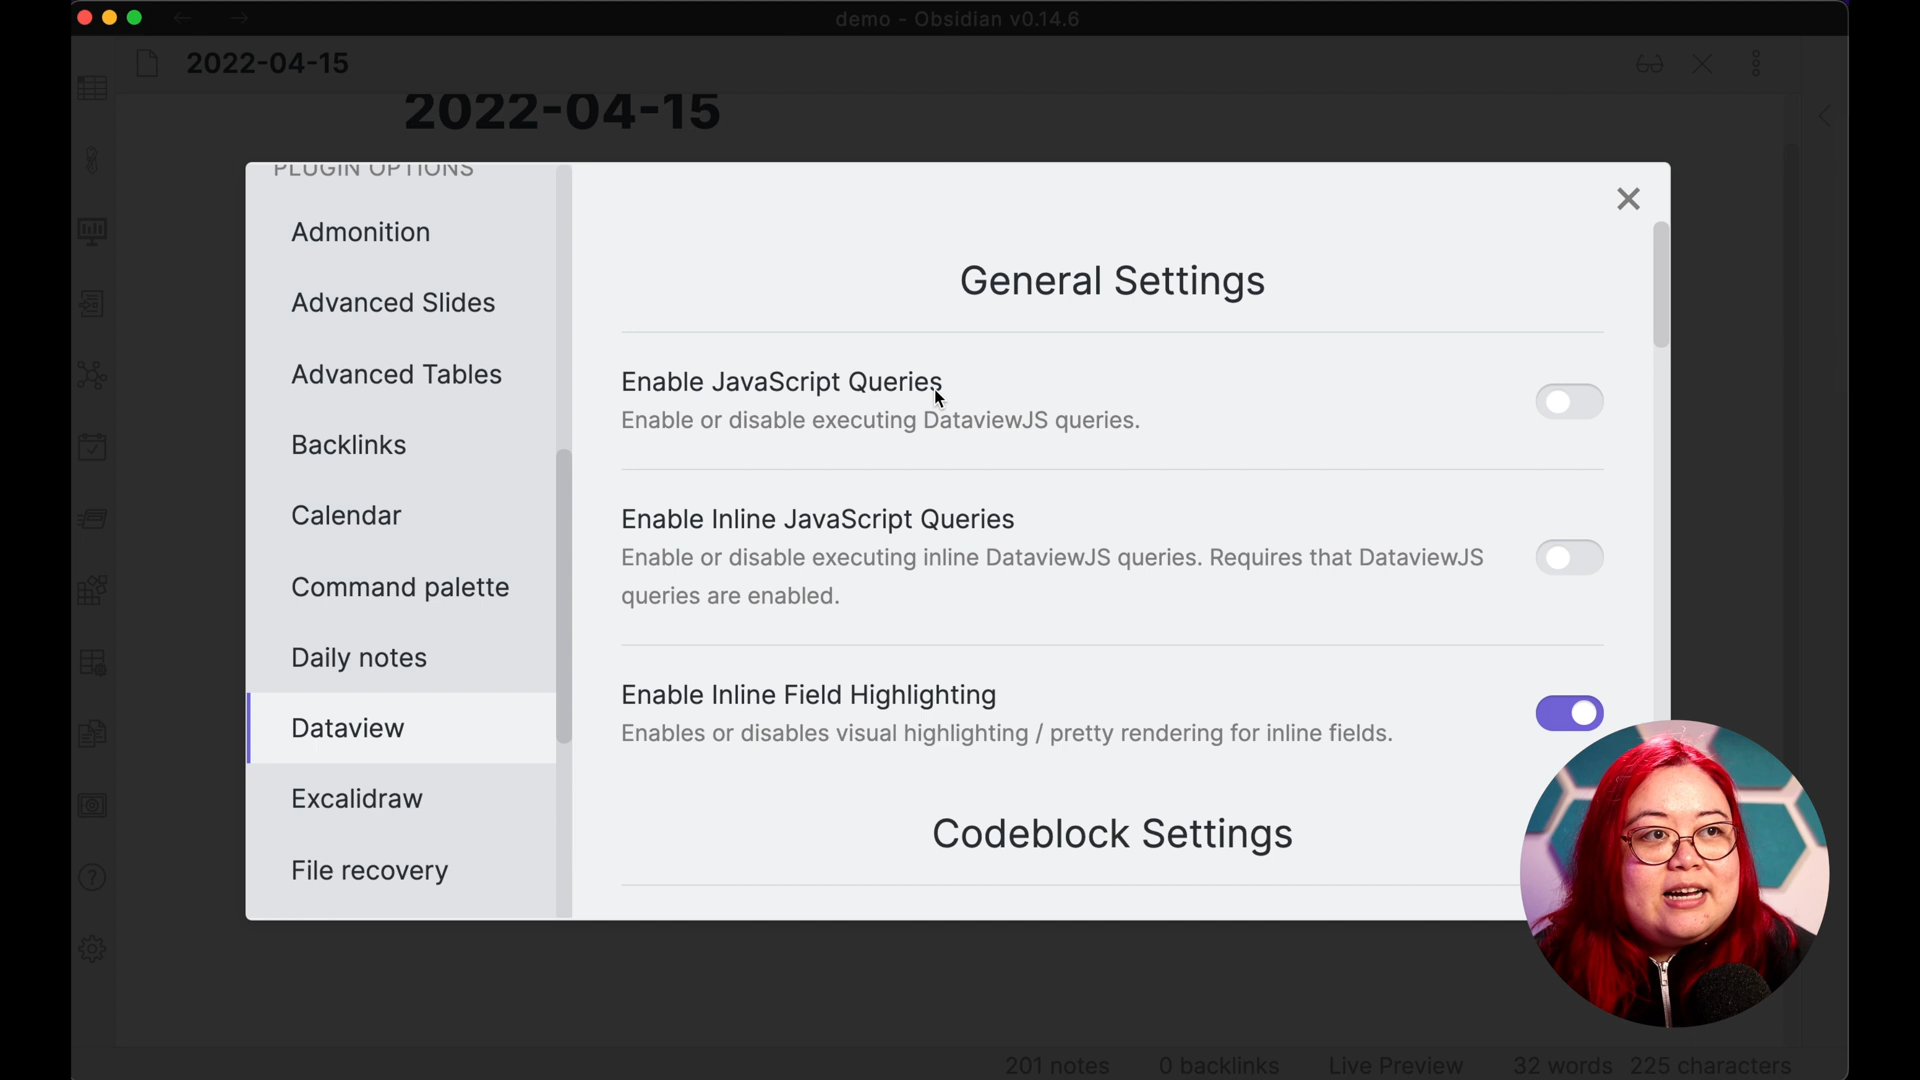 demo - Obsidian v0.14.6
2022-04-15
2022-04-15
PLUGIN OPTIONS
Admonition
Advanced Slides
Advanced Tables
Backlinks
Calendar
Command palette
Daily notes
Dataview
Excalidraw
File recovery
General Settings
Enable JavaScript Queries
Enable or disable executing DataviewJS queries.
Enable Inline JavaScript Queries
Enable or disable executing inline DataviewJS queries. Requires that DataviewJS
queries are enabled.
Enable Inline Field Highlighting
Enables or disables visual highlighting / pretty rendering for inline fields.
Codeblock Settings
201 notes 0 backlinks Live Preview 32 words 225 characters